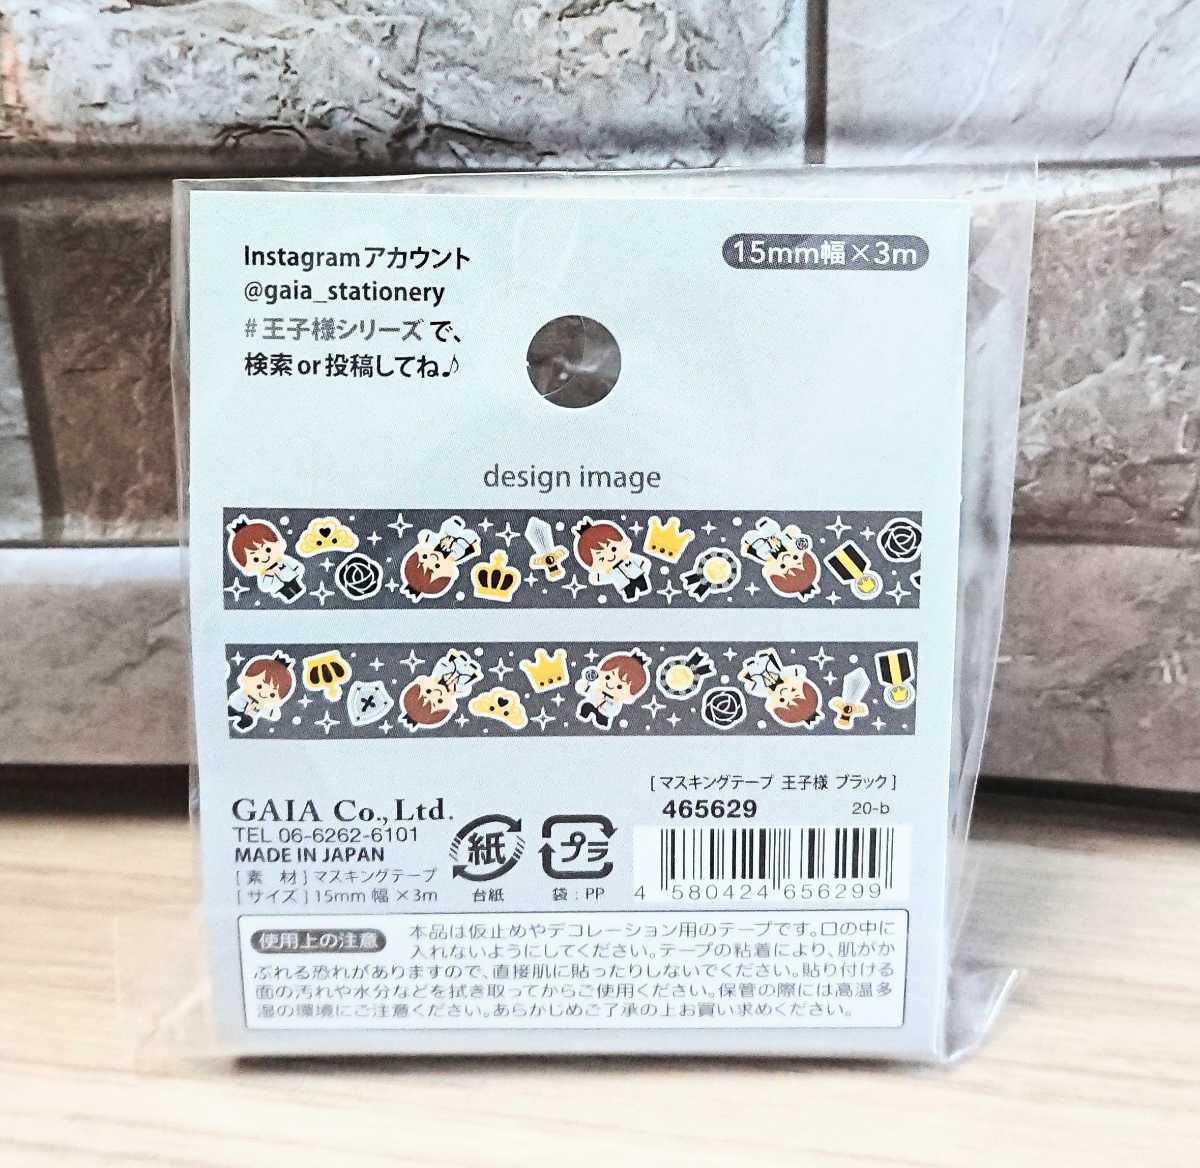 Instagramアカウント
@gaia_stationery
#王子様シリーズで、
検索or投稿してね♪
15mm幅×3m
design image
[マスキングテープ 王子様 ブラック]
465629 20-b
GAIA Co.,Ltd.
TEL 06-6262-6101
MADE IN JAPAN
[素 材]マスキングテープ
[サイズ]15mm幅×3m
紙
台紙
プラ
袋:PP
4 580424 656299
使用上の注意 本品は仮止めやデコレーション用のテープです。口の中に
入れないようにしてください。テープの粘着により、肌がか
ぶれる恐れがありますので、直接肌に貼ったりしないでください。貼り付ける
面の汚れや水分などを拭き取ってからご使用ください。保管の際には高温多
湿の環境にご注意ください。あらかじめご了承の上お買い求めください。